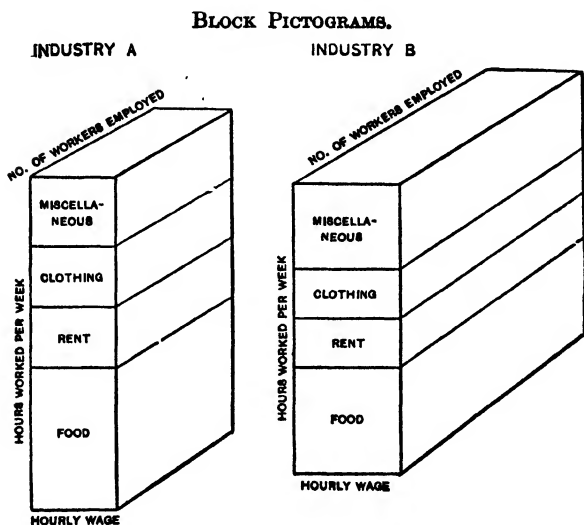 BLOCK PICTOGRAMS.
INDUSTRY A
NO. OF WORKERS EMPLOYED
HOURS WORKED PER WEEK
MISCELLA-
NEOUS
CLOTHING
RENT
FOOD
HOURLY WAGE
INDUSTRY B
NO. OF WORKERS EMPLOYED
HOURS WORKED PER WEEK
MISCELLA-
NEOUS
CLOTHING
RENT
FOOD
HOURLY WAGE